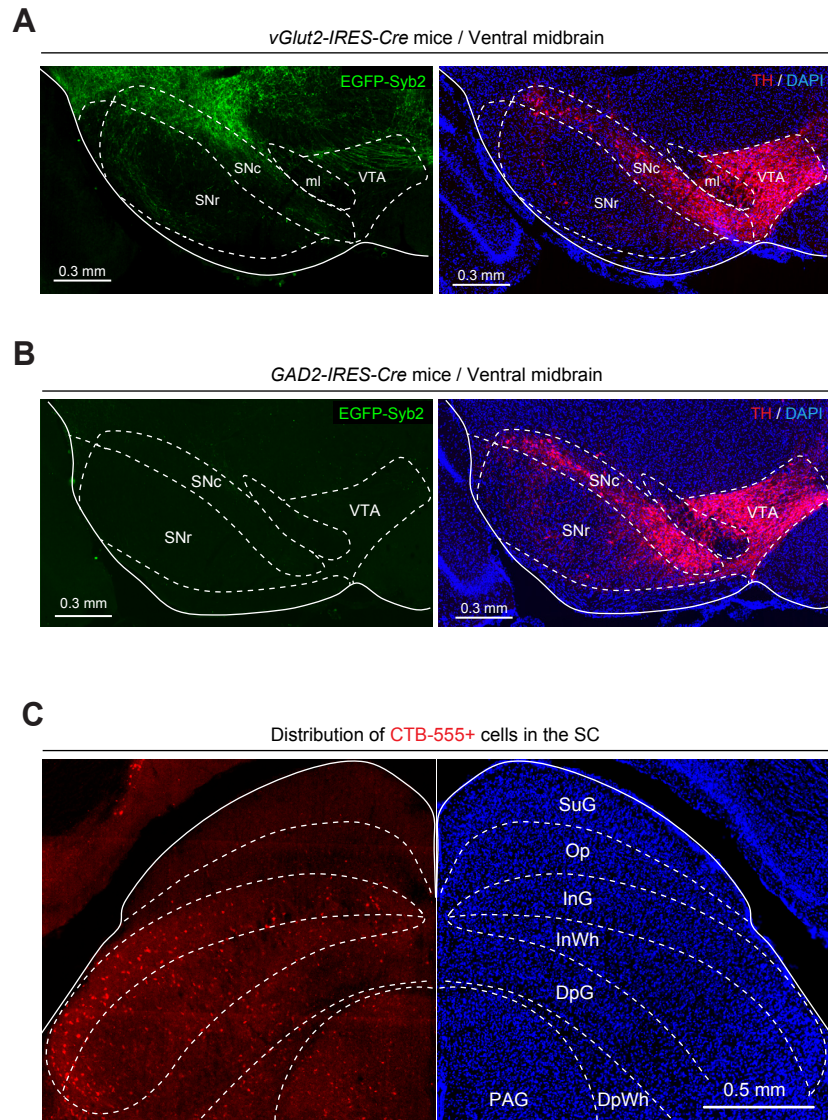 A
vGlut2-IRES-Cre mice / Ventral midbrain
EGFP-Syb2
SNc
ml
VTA
SNr
0.3 mm
TH / DAPI
SNc
ml
VTA
SNr
0.3 mm
B
GAD2-IRES-Cre mice / Ventral midbrain
EGFP-Syb2
SNc
VTA
SNr
0.3 mm
TH / DAPI
SNc
VTA
SNr
0.3 mm
C
Distribution of CTB-555+ cells in the SC
SuG
Op
InG
InWh
DpG
PAG
DpWh
0.5 mm